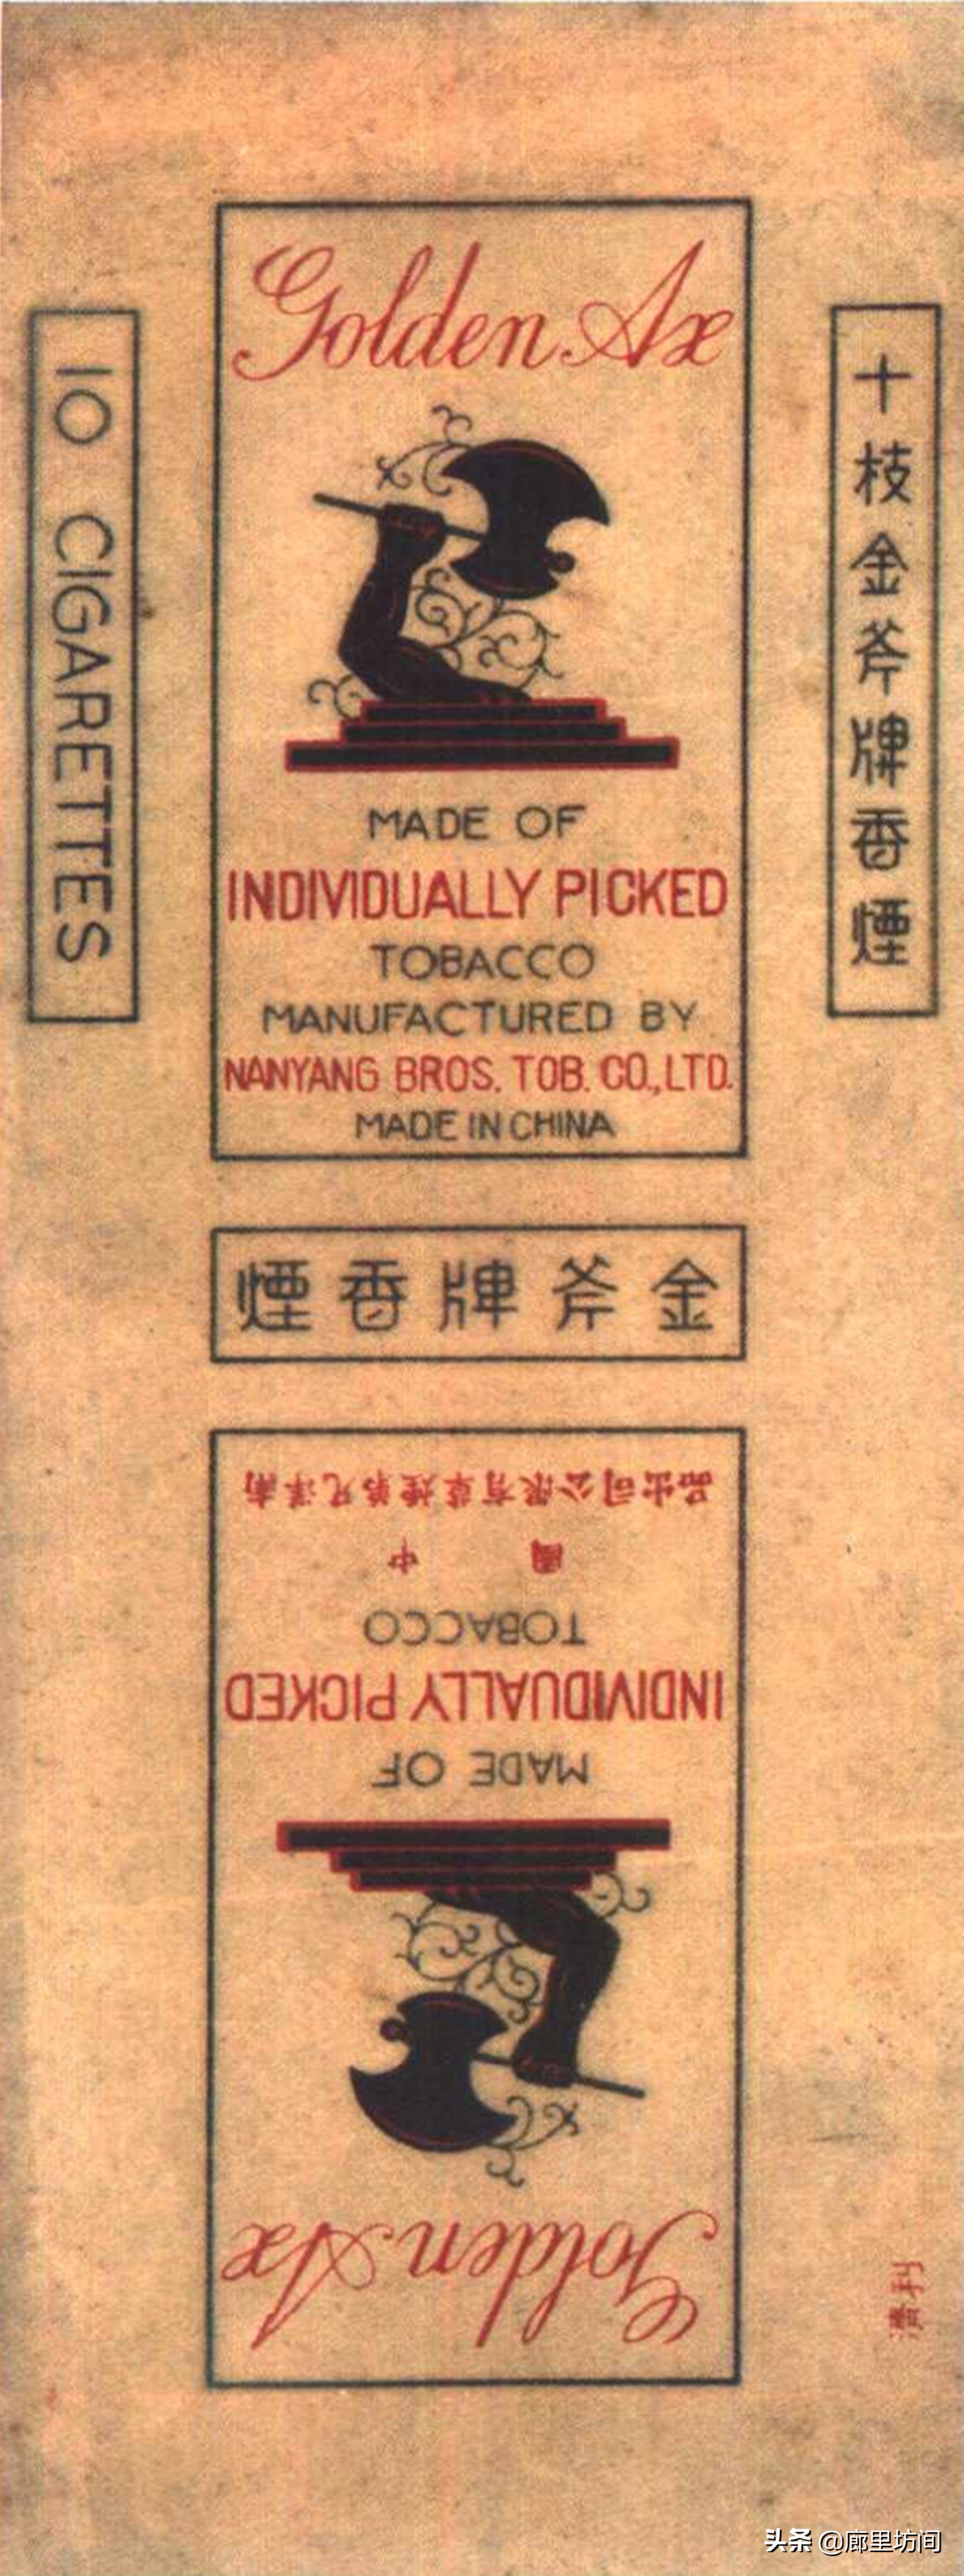 Golden Ax
MADE OF
INDIVIDUALLY PICKED
TOBACCO
MANUFACTURED BY
NANYANG BROS. TOB. CO., LTD.
MADE IN CHINA
10 CIGARETTES
十枝金斧牌香煙
金斧牌香煙
Golden Ax
MADE OF
INDIVIDUALLY PICKED
TOBACCO
中國
南洋兄弟煙草有限公司出品
头条 @廊里坊间